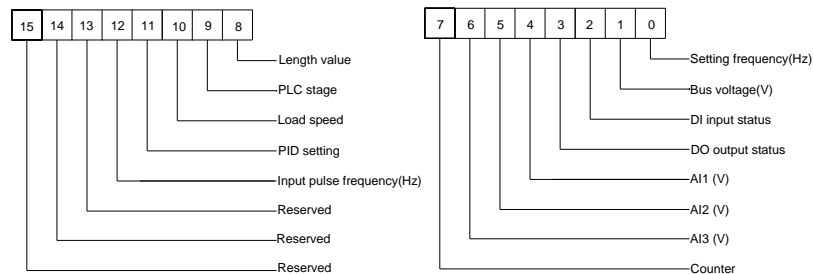 15 14 13 12 11 10 9 8
Length value
PLC stage
Load speed
PID setting
Input pulse frequency(Hz)
Reserved
Reserved
Reserved
7 6 5 4 3 2 1 0
Setting frequency(Hz)
Bus voltage(V)
DI input status
DO output status
AI1 (V)
AI2 (V)
AI3 (V)
Counter